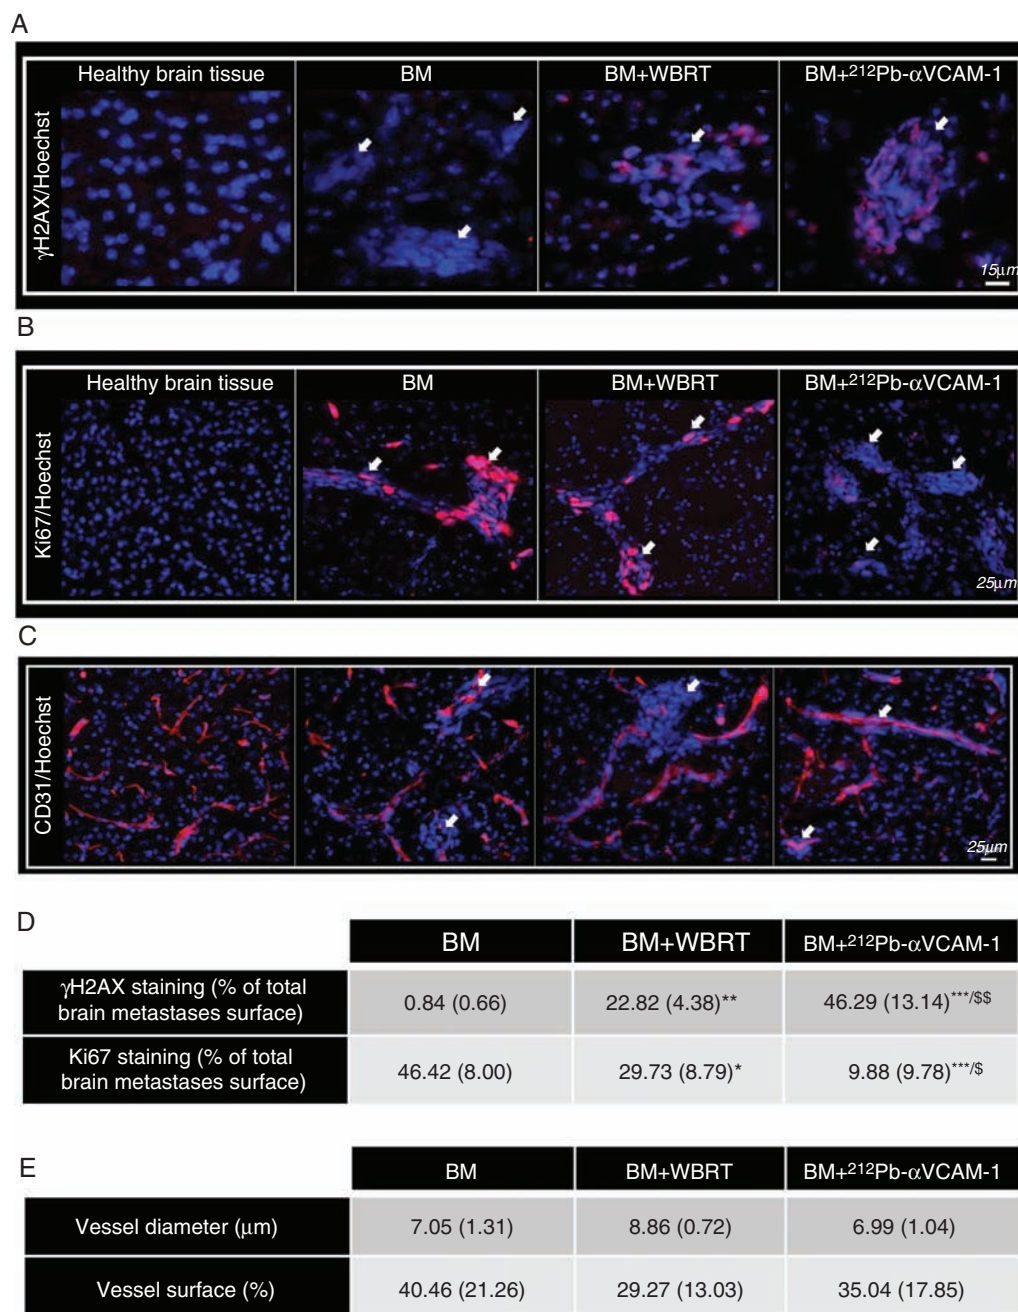 A
Healthy brain tissue
BM
BM+WBRT
BM+²¹²Pb-αVCAM-1
γH2AX/Hoechst
15μm
B
Healthy brain tissue
BM
BM+WBRT
BM+²¹²Pb-αVCAM-1
Ki67/Hoechst
25μm
C
CD31/Hoechst
25μm
D
BM
BM+WBRT
BM+²¹²Pb-αVCAM-1
γH2AX staining (% of total
brain metastases surface)
0.84 (0.66)
22.82 (4.38)**
46.29 (13.14)***/$$
Ki67 staining (% of total
brain metastases surface)
46.42 (8.00)
29.73 (8.79)*
9.88 (9.78)***/$
E
BM
BM+WBRT
BM+²¹²Pb-αVCAM-1
Vessel diameter (μm)
7.05 (1.31)
8.86 (0.72)
6.99 (1.04)
Vessel surface (%)
40.46 (21.26)
29.27 (13.03)
35.04 (17.85)